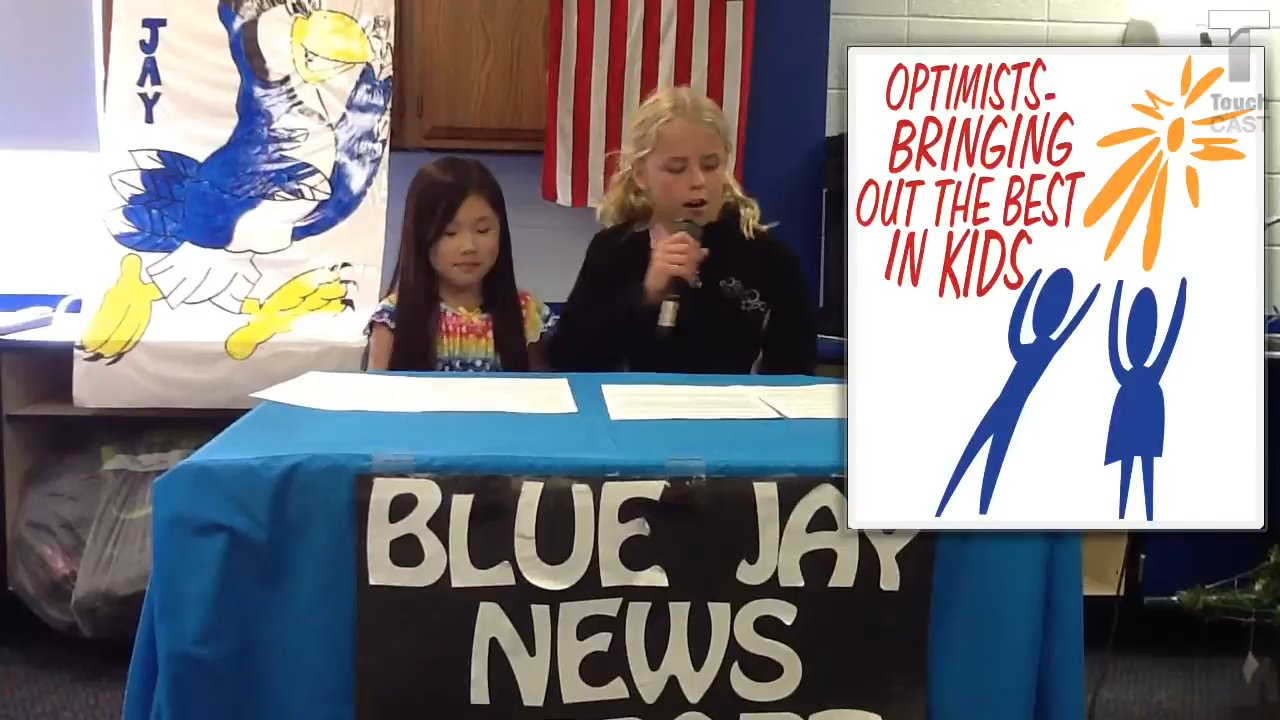 JAY
OPTIMISTS-
BRINGING
OUT THE BEST
IN KIDS
Touch
CAST
BLUE JAY
NEWS